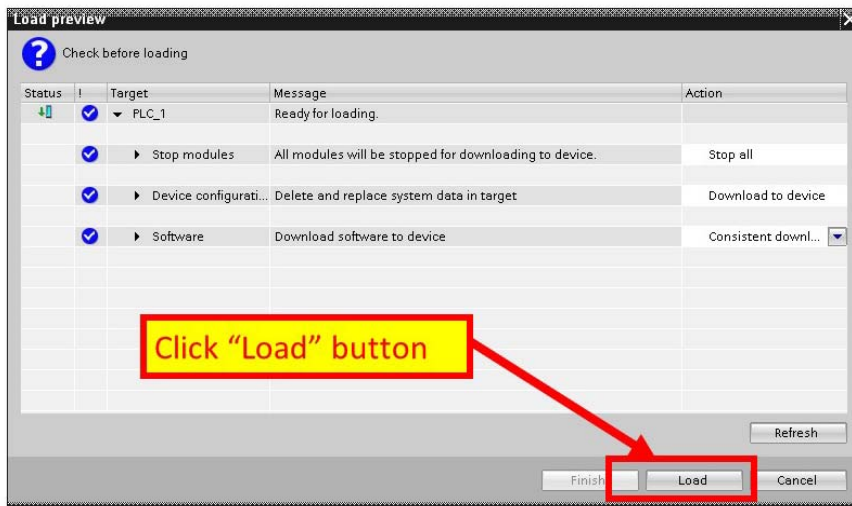 Load preview
Check before loading
Status ! Target Message Action
PLC_1 Ready for loading.
Stop modules All modules will be stopped for downloading to device. Stop all
Device configurati... Delete and replace system data in target Download to device
Software Download software to device Consistent downl...
Click “Load” button
Refresh
Finish Load Cancel